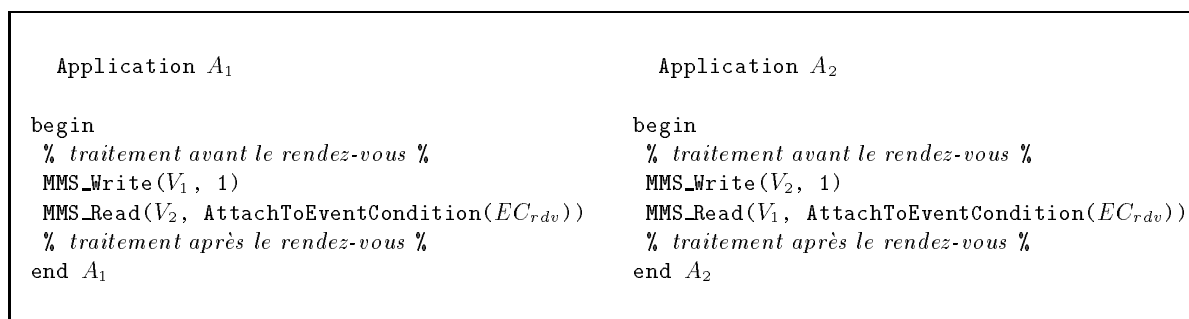 Application A1
begin
% traitement avant le rendez-vous %
MMS_Write(V1, 1)
MMS_Read(V2, AttachToEventCondition(ECrdv))
% traitement après le rendez-vous %
end A1
Application A2
begin
% traitement avant le rendez-vous %
MMS_Write(V2, 1)
MMS_Read(V1, AttachToEventCondition(ECrdv))
% traitement après le rendez-vous %
end A2